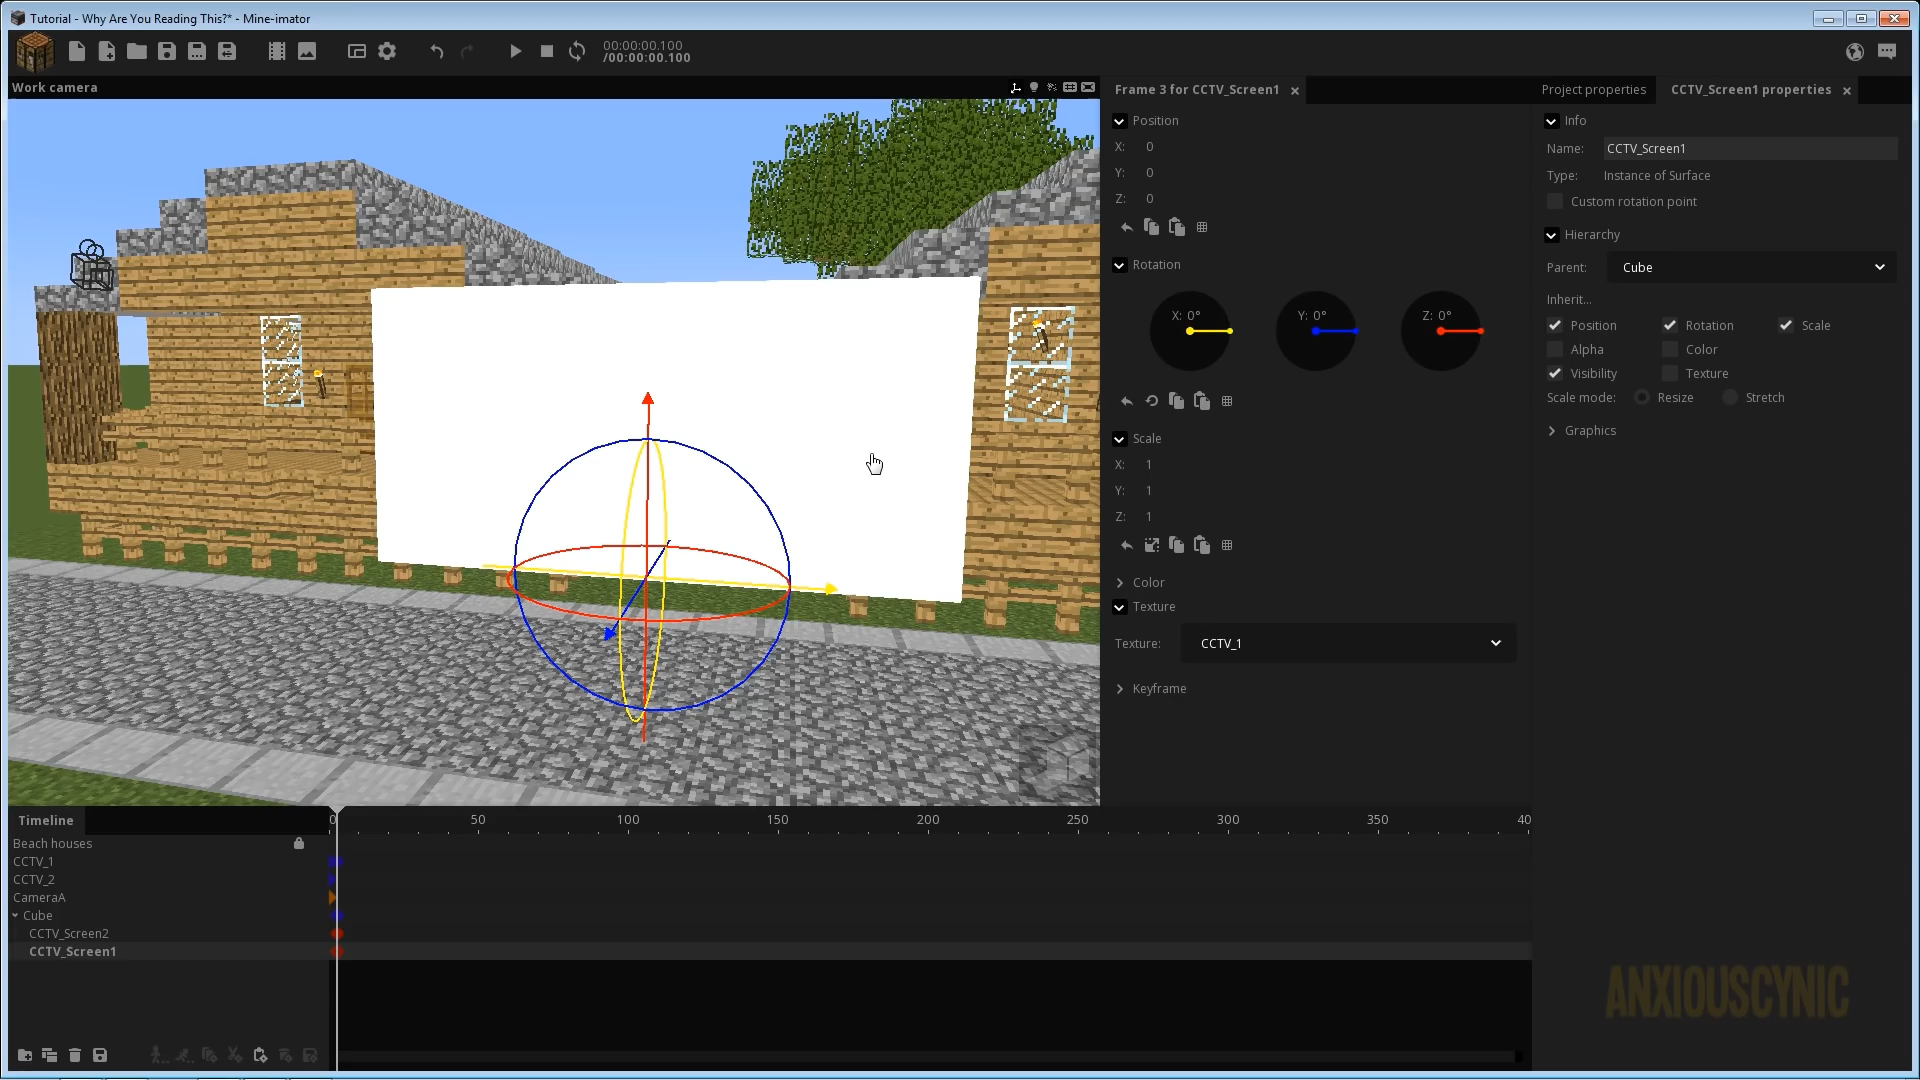 Tutorial - Why Are You Reading This?* - Mine-imator
00:00:00.100
/00:00:00.100
Work camera
Frame 3 for CCTV_Screen1
Project properties
CCTV_Screen1 properties
Position
X: 0
Y: 0
Z: 0
Rotation
X: 0°
Y: 0°
Z: 0°
Scale
X: 1
Y: 1
Z: 1
Color
Texture
Texture: CCTV_1
Keyframe
Info
Name: CCTV_Screen1
Type: Instance of Surface
Custom rotation point
Hierarchy
Parent: Cube
Inherit...
Position Rotation Scale
Alpha Color
Visibility Texture
Scale mode: Resize Stretch
Graphics
Timeline
0 50 100 150 200 250 300 350 40
Beach houses
CCTV_1
CCTV_2
CameraA
Cube
CCTV_Screen2
CCTV_Screen1
ANXIOUSCYNIC